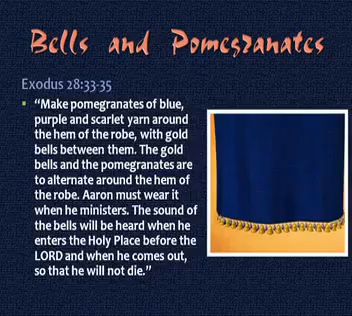 Bells and Pomegranates
Exodus 28:33-35
“Make pomegranates of blue,
purple and scarlet yarn around
the hem of the robe, with gold
bells between them. The gold
bells and the pomegranates are
to alternate around the hem of
the robe. Aaron must wear it
when he ministers. The sound of
the bells will be heard when he
enters the Holy Place before the
LORD and when he comes out,
so that he will not die.”